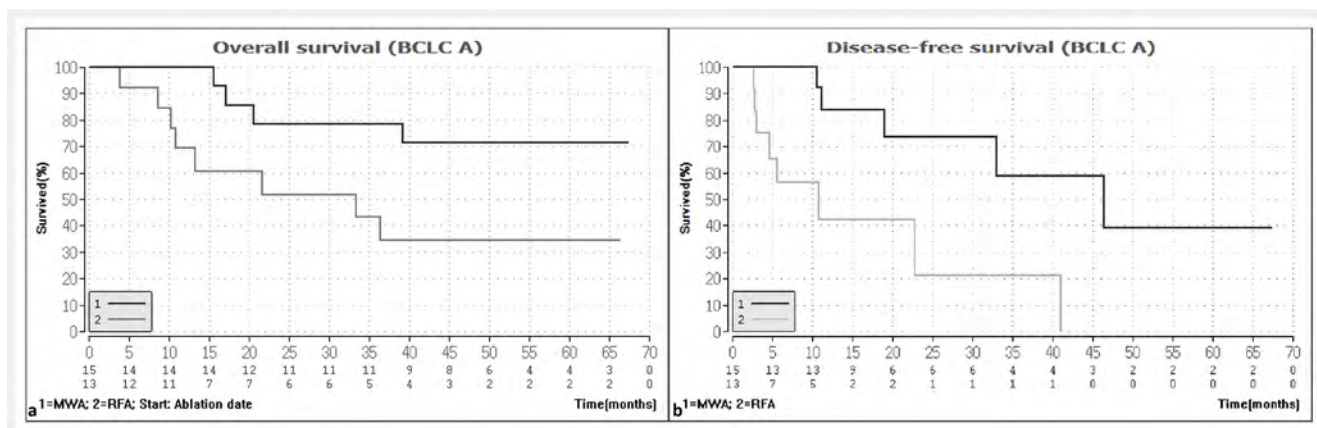 Overall survival (BCLC A)
Survived(%)
100
90
80
70
60
50
40
30
20
10
0
1
2
0 5 10 15 20 25 30 35 40 45 50 55 60 65 70
15 14 14 14 12 11 11 11 9 8 6 4 4 3 0
13 12 11 7 7 6 6 5 4 3 2 2 2 2 0
a 1=MWA; 2=RFA; Start: Ablation date Time(months)
Disease-free survival (BCLC A)
Survived(%)
100
90
80
70
60
50
40
30
20
10
0
1
2
0 5 10 15 20 25 30 35 40 45 50 55 60 65 70
15 13 13 9 6 6 6 4 4 3 2 2 2 2 0
13 7 5 2 2 1 1 1 1 0 0 0 0 0 0
b 1=MWA; 2=RFA Time(months)